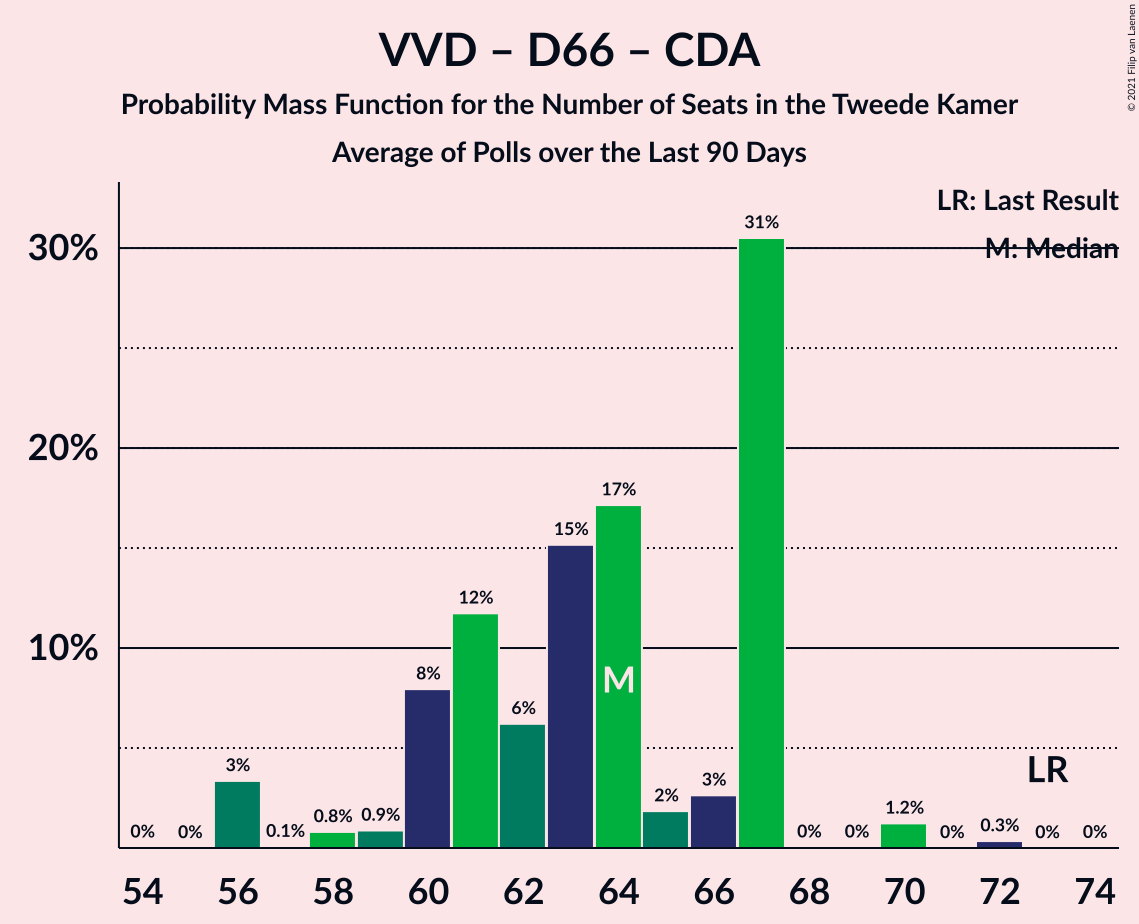 VVD – D66 – CDA
Probability Mass Function for the Number of Seats in the Tweede Kamer
Average of Polls over the Last 90 Days
© 2021 Filip van Laenen
LR: Last Result
M: Median
30%
20%
10%
0% 0% 3% 0.1% 0.8% 0.9% 8% 12% 6% 15% 17% 2% 3% 31% 0% 0% 1.2% 0% 0.3% 0% 0%
M
LR
54 56 58 60 62 64 66 68 70 72 74